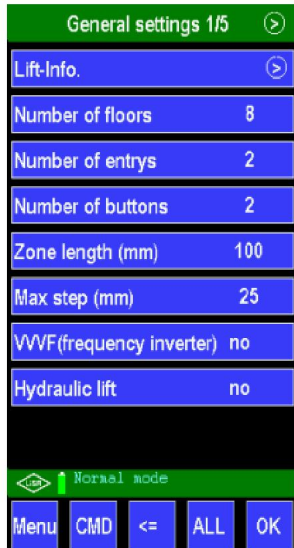 General settings 1/5 >
Lift-Info. >
Number of floors 8
Number of entrys 2
Number of buttons 2
Zone length (mm) 100
Max step (mm) 25
VVVF(frequency inverter) no
Hydraulic lift no
Normal mode
Menu CMD <= ALL OK